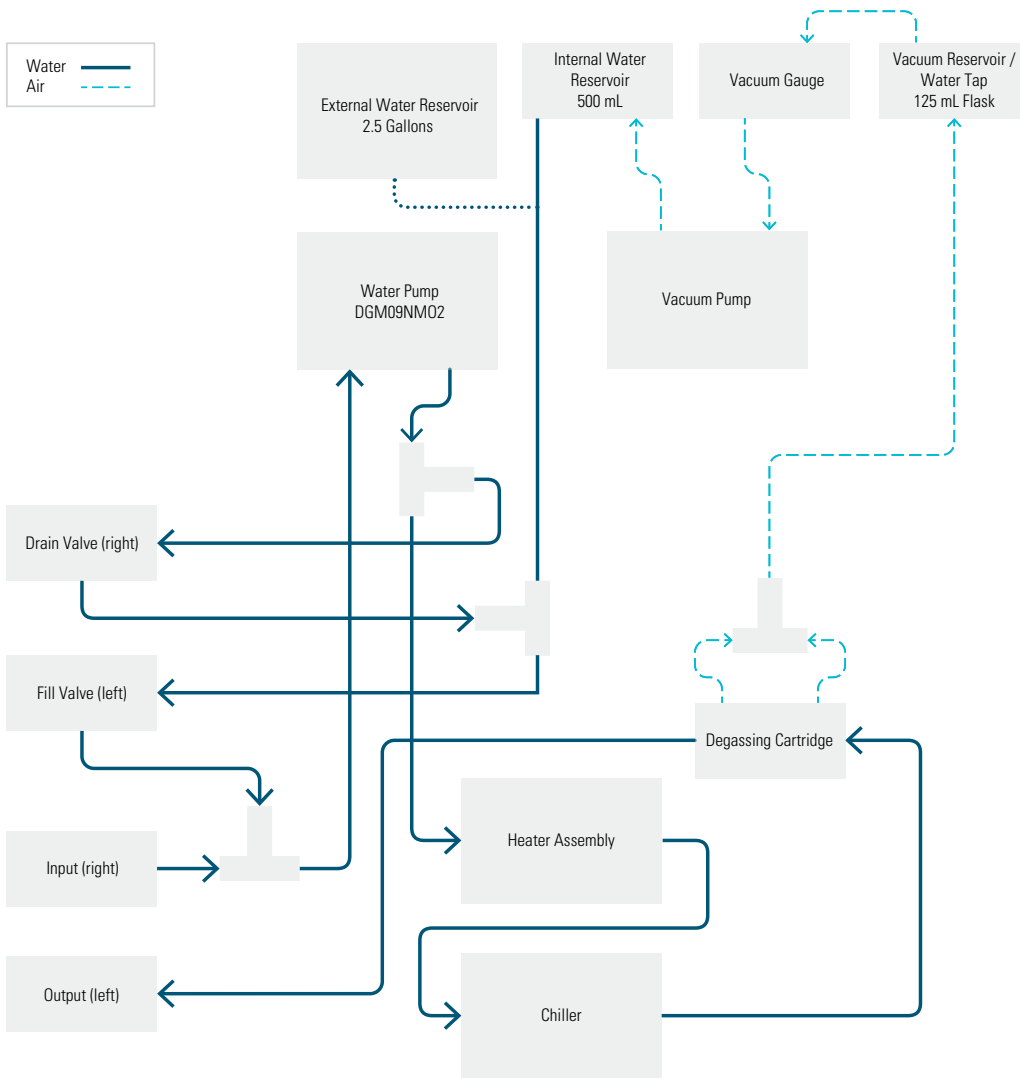 Water
Air
External Water Reservoir
2.5 Gallons
Internal Water
Reservoir
500 mL
Vacuum Gauge
Vacuum Reservoir /
Water Tap
125 mL Flask
Water Pump
DGM09NMO2
Vacuum Pump
Drain Valve (right)
Fill Valve (left)
Degassing Cartridge
Heater Assembly
Input (right)
Output (left)
Chiller